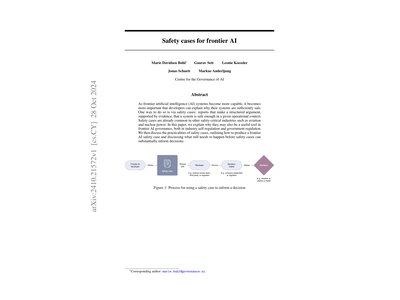 Safety cases for frontier AI
Marie Davidsen Buhl Gaurav Sett Leonie Koessler
Jonas Schuett Markus Anderljung
Centre for the Governance of AI
Abstract
As frontier artificial intelligence (AI) systems become more capable, it becomes
more important that developers can explain why their systems are sufficiently safe.
One way to do so is via safety cases: reports that make a structured argument,
supported by evidence, that a system is safe enough in a given operational context.
Safety cases are already common in other safety-critical industries such as aviation
and nuclear power. In this paper, we explain why they may also be a useful tool in
frontier AI governance, both in industry self-regulation and government regulation.
We then discuss the practicalities of safety cases, outlining how to produce a frontier
AI safety case and discussing what still needs to happen before safety cases can
substantially inform decisions.
Figure 1: Process for using a safety case to inform a decision.
*Corresponding author: marie.buhl@governance.ai.
arXiv:2410.21572v1 [cs.CY] 28 Oct 2024